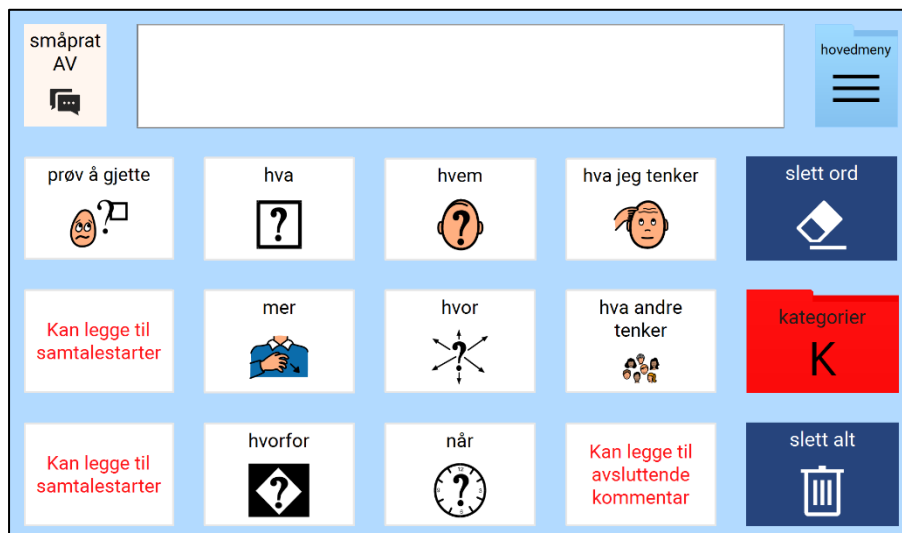 småprat
AV
hovedmeny
prøv å gjette
hva
hvem
hva jeg tenker
slett ord
Kan legge til
samtalestarter
mer
hvor
hva andre
tenker
kategorier
K
Kan legge til
samtalestarter
hvorfor
når
Kan legge til
avsluttende
kommentar
slett alt